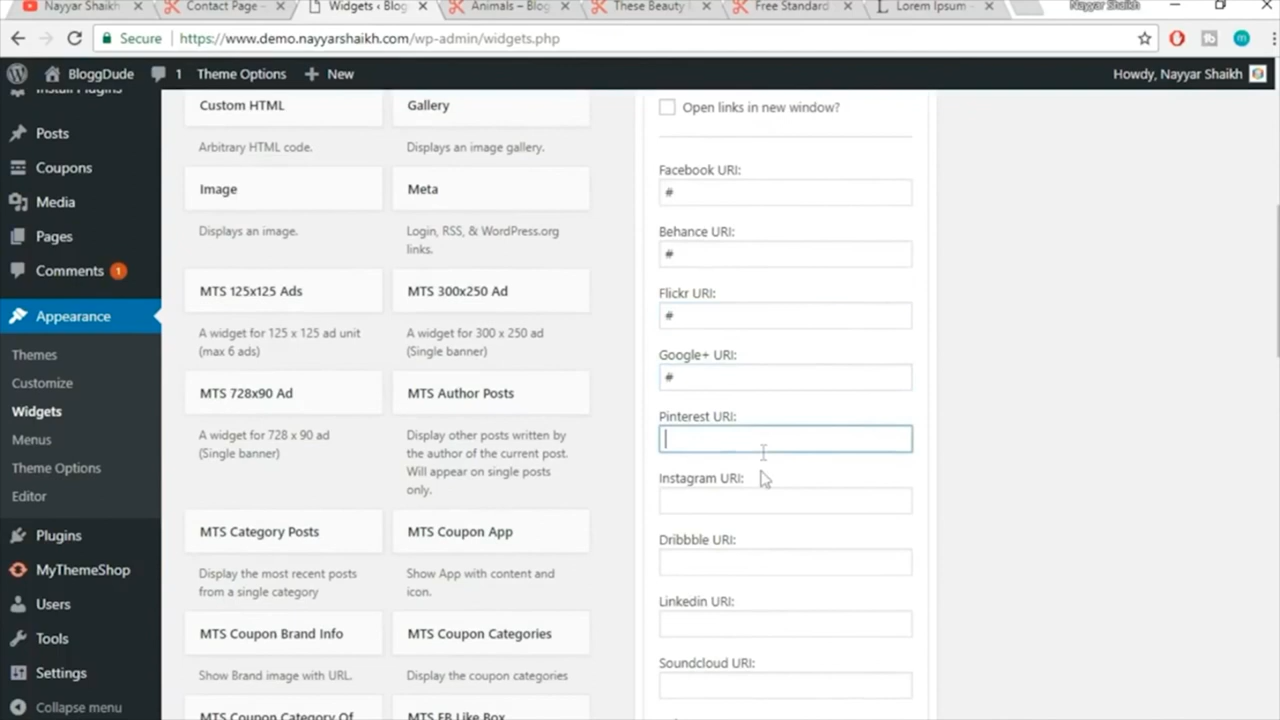 Nayyar Shaikh
Contact Page –
Widgets ‹ Blog
Animals – Blog
These Beauty
Free Standard
Lorem Ipsum -
Nayyar Shaikh
Secure
https://www.demo.nayyarshaikh.com/wp-admin/widgets.php
BloggDude
1
Theme Options
New
Howdy, Nayyar Shaikh
Install Plugins
Posts
Coupons
Media
Pages
Comments 1
Appearance
Themes
Customize
Widgets
Menus
Theme Options
Editor
Plugins
MyThemeShop
Users
Tools
Settings
Collapse menu
Custom HTML
Arbitrary HTML code.
Gallery
Displays an image gallery.
Image
Displays an image.
Meta
Login, RSS, & WordPress.org
links.
MTS 125x125 Ads
A widget for 125 x 125 ad unit
(max 6 ads)
MTS 300x250 Ad
A widget for 300 x 250 ad
(Single banner)
MTS 728x90 Ad
A widget for 728 x 90 ad
(Single banner)
MTS Author Posts
Display other posts written by
the author of the current post.
Will appear on single posts
only.
MTS Category Posts
Display the most recent posts
from a single category
MTS Coupon App
Show App with content and
icon.
MTS Coupon Brand Info
Show Brand image with URL.
MTS Coupon Categories
Display the coupon categories
MTS Coupon Category Of
MTS FB Like Box
Open links in new window?
Facebook URI:
#
Behance URI:
#
Flickr URI:
#
Google+ URI:
#
Pinterest URI:
Instagram URI:
Dribbble URI:
Linkedin URI:
Soundcloud URI: